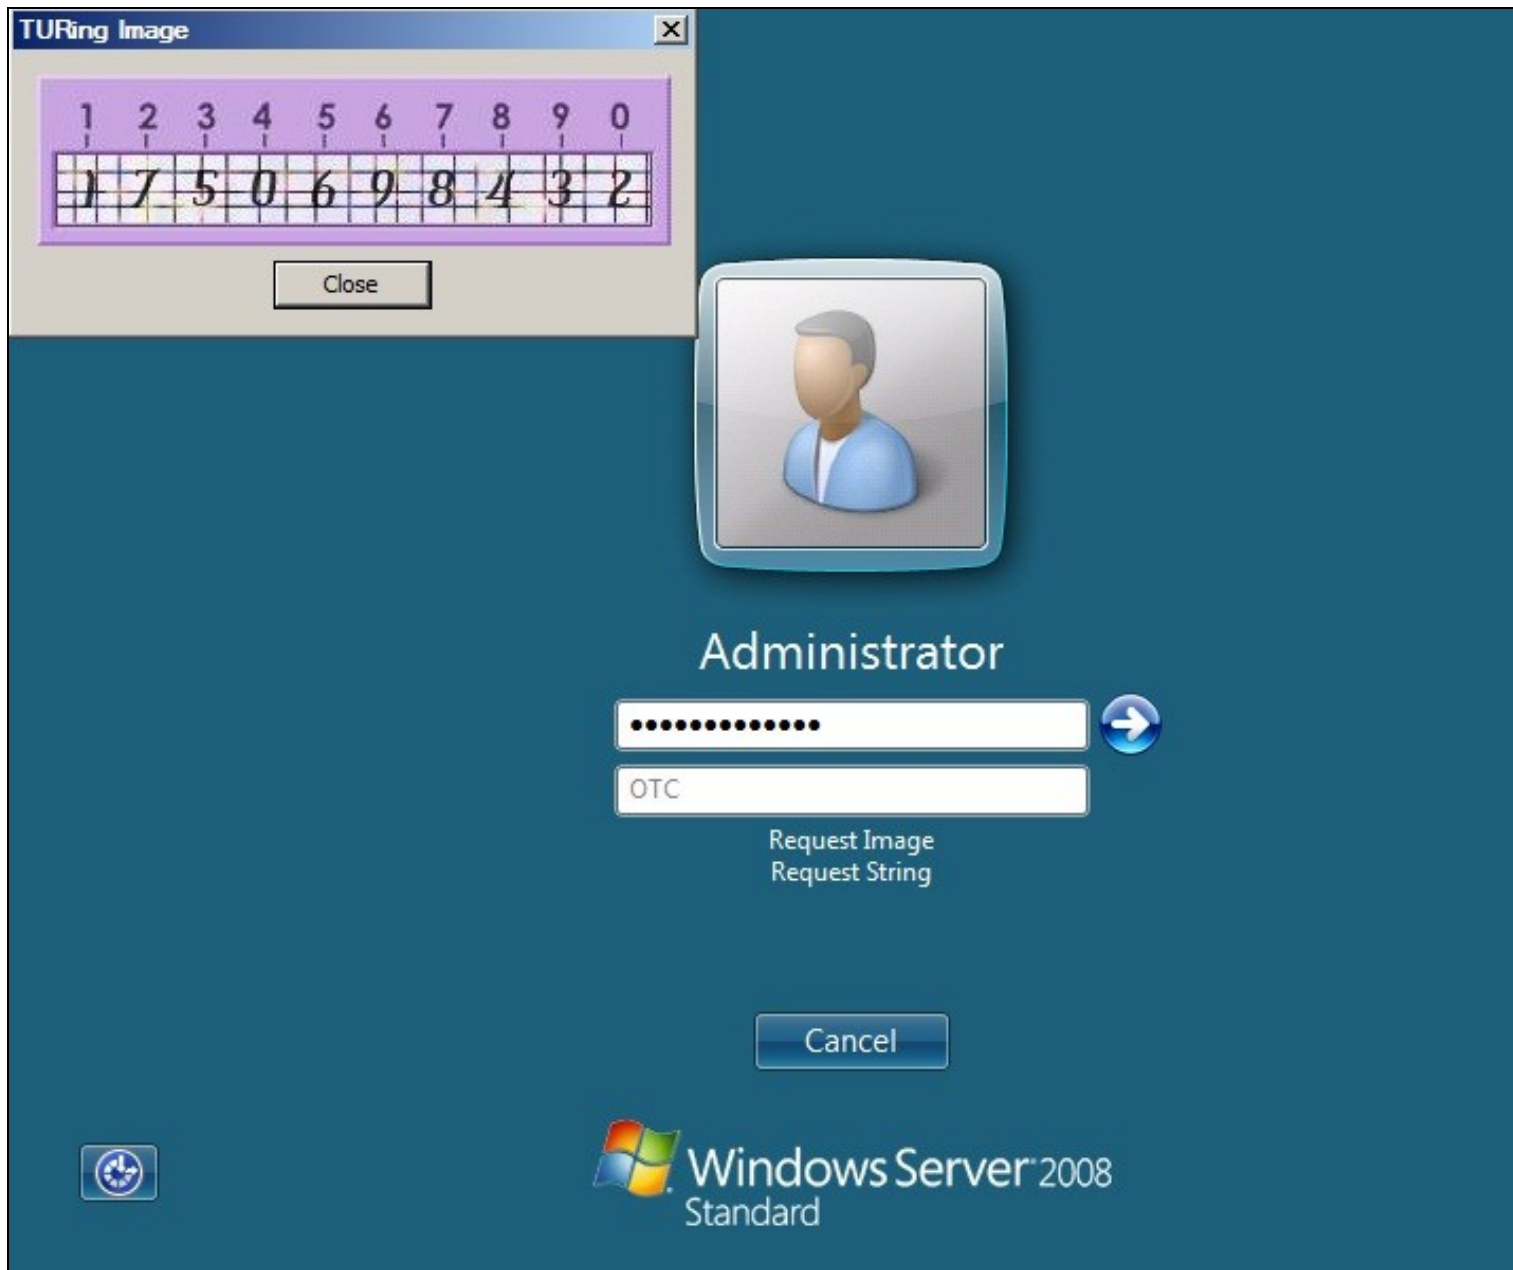 TURing Image
1 2 3 4 5 6 7 8 9 0
1 7 5 0 6 9 8 4 3 2
Close
Administrator
OTC
Request Image
Request String
Cancel
Windows Server 2008
Standard